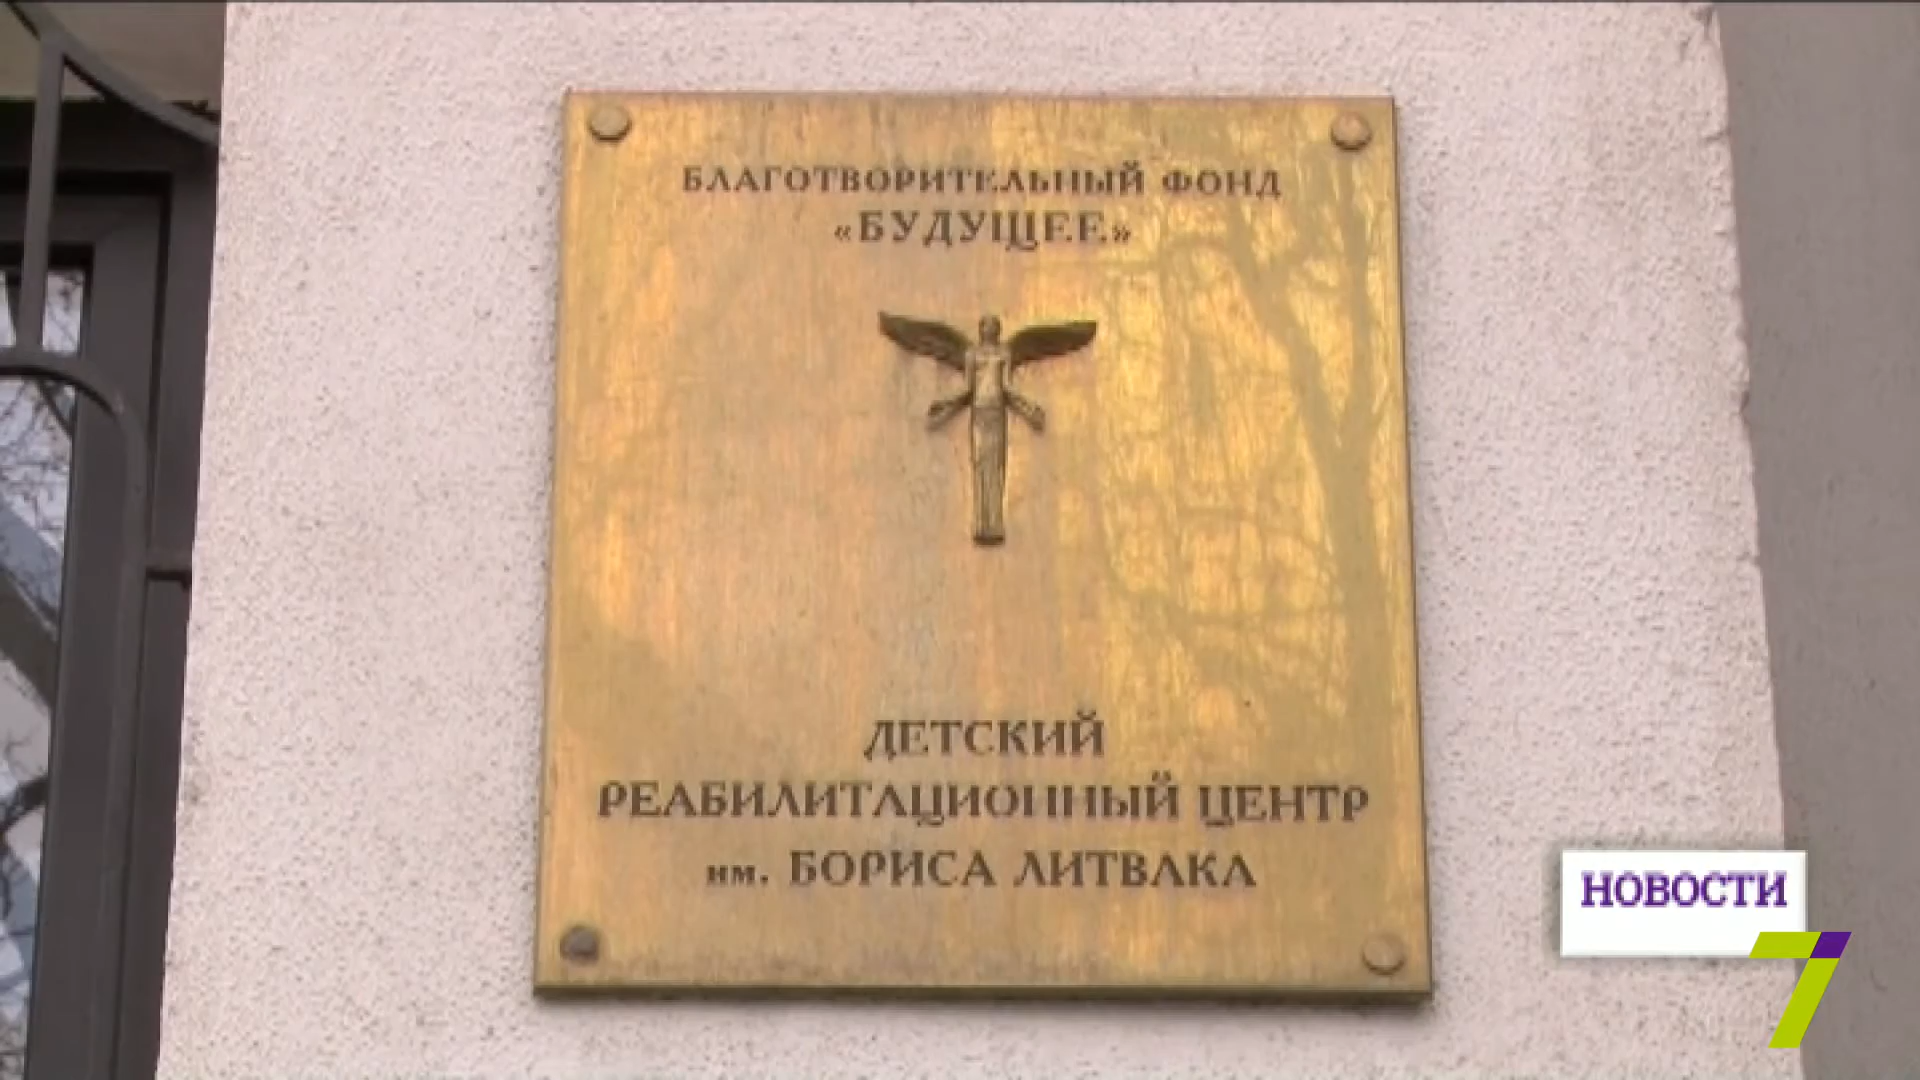 БЛАГОТВОРИТЕЛЬНЫЙ ФОНД
«БУДУЩЕЕ»
ДЕТСКИЙ
РЕАБИЛИТАЦИОННЫЙ ЦЕНТР
им. БОРИСА ЛИТВАКА
НОВОСТИ
7